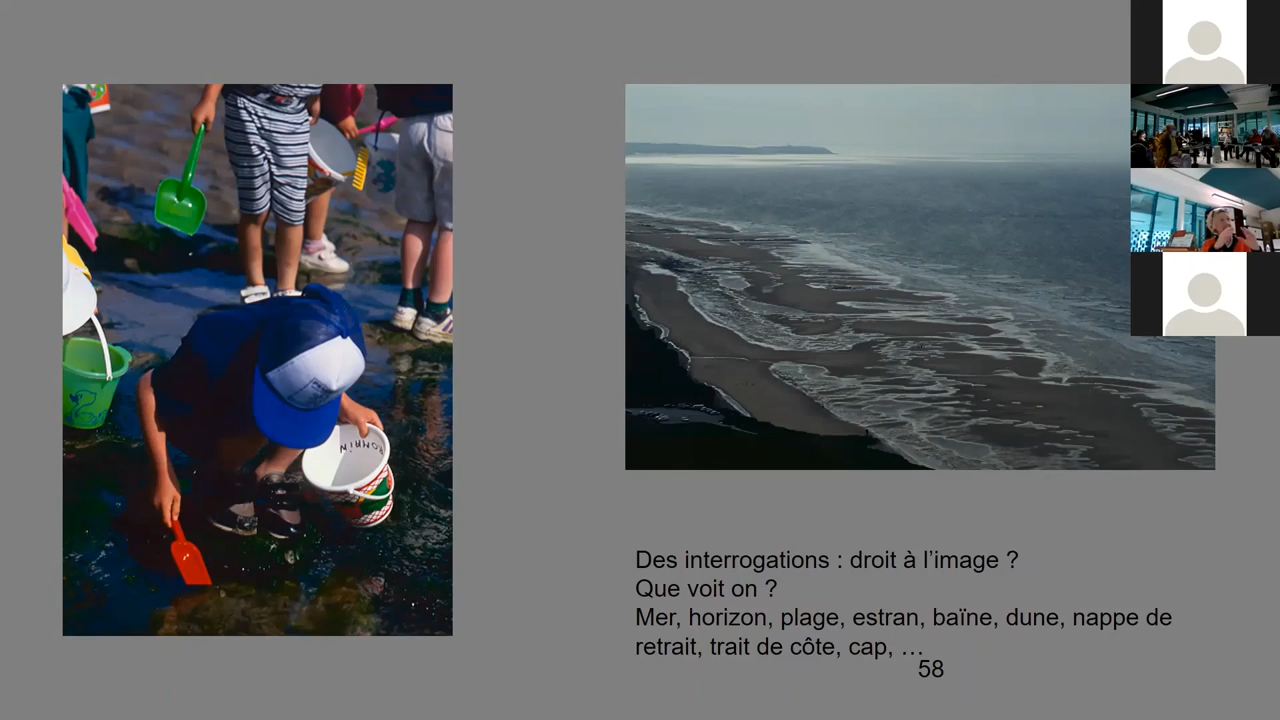 ROMAIN
Des interrogations : droit à l'image ?
Que voit on ?
Mer, horizon, plage, estran, baïne, dune, nappe de
retrait, trait de côte, cap, …
58